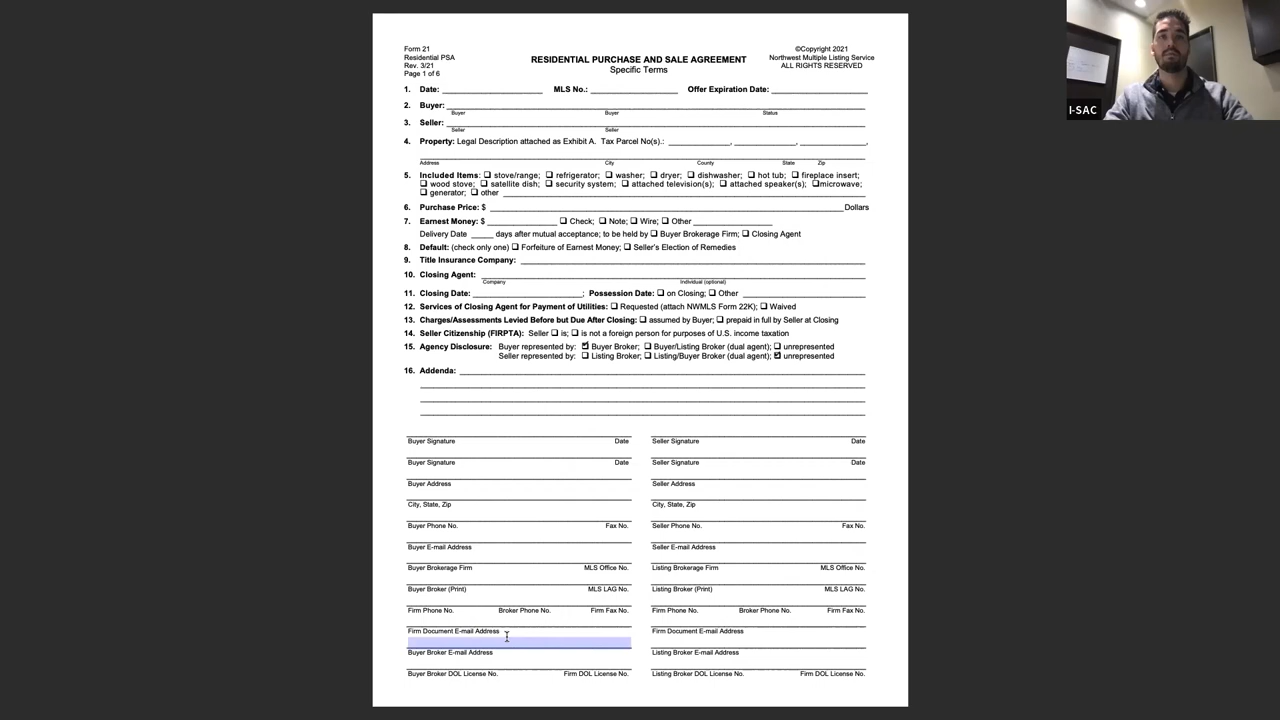 Form 21
Residential PSA
Rev. 3/21
Page 1 of 6
RESIDENTIAL PURCHASE AND SALE AGREEMENT
Specific Terms
©Copyright 2021
Northwest Multiple Listing Service
ALL RIGHTS RESERVED
I-SAC
1. Date: MLS No.: Offer Expiration Date:
2. Buyer:
Buyer Buyer Status
3. Seller:
Seller Seller
4. Property: Legal Description attached as Exhibit A. Tax Parcel No(s).: , , ,
Address City County State Zip
5. Included Items: ❑ stove/range; ❑ refrigerator; ❑ washer; ❑ dryer; ❑ dishwasher; ❑ hot tub; ❑ fireplace insert;
❑ wood stove; ❑ satellite dish; ❑ security system; ❑ attached television(s); ❑ attached speaker(s); ❑microwave;
❑ generator; ❑ other
6. Purchase Price: $ Dollars
7. Earnest Money: $ ❑ Check; ❑ Note; ❑ Wire; ❑ Other
Delivery Date days after mutual acceptance; to be held by ❑ Buyer Brokerage Firm; ❑ Closing Agent
8. Default: (check only one) ❑ Forfeiture of Earnest Money; ❑ Seller's Election of Remedies
9. Title Insurance Company:
10. Closing Agent:
Company Individual (optional)
11. Closing Date: ; Possession Date: ❑ on Closing; ❑ Other
12. Services of Closing Agent for Payment of Utilities: ❑ Requested (attach NWMLS Form 22K); ❑ Waived
13. Charges/Assessments Levied Before but Due After Closing: ❑ assumed by Buyer; ❑ prepaid in full by Seller at Closing
14. Seller Citizenship (FIRPTA): Seller ❑ is; ❑ is not a foreign person for purposes of U.S. income taxation
15. Agency Disclosure: Buyer represented by: ☑ Buyer Broker; ❑ Buyer/Listing Broker (dual agent); ❑ unrepresented
Seller represented by: ❑ Listing Broker; ❑ Listing/Buyer Broker (dual agent); ☑ unrepresented
16. Addenda:
Buyer Signature Date Seller Signature Date
Buyer Signature Date Seller Signature Date
Buyer Address Seller Address
City, State, Zip City, State, Zip
Buyer Phone No. Fax No. Seller Phone No. Fax No.
Buyer E-mail Address Seller E-mail Address
Buyer Brokerage Firm MLS Office No. Listing Brokerage Firm MLS Office No.
Buyer Broker (Print) MLS LAG No. Listing Broker (Print) MLS LAG No.
Firm Phone No. Broker Phone No. Firm Fax No. Firm Phone No. Broker Phone No. Firm Fax No.
Firm Document E-mail Address Firm Document E-mail Address
Buyer Broker E-mail Address Listing Broker E-mail Address
Buyer Broker DOL License No. Firm DOL License No. Listing Broker DOL License No. Firm DOL License No.